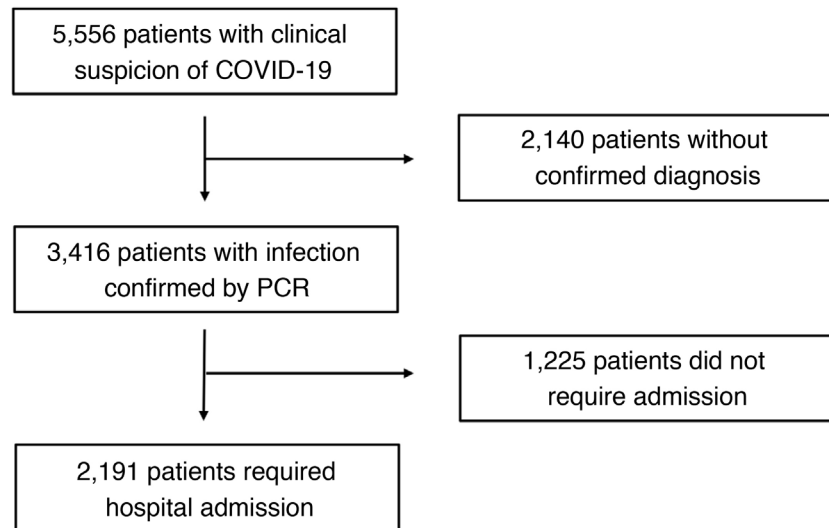 5,556 patients with clinical
suspicion of COVID-19
2,140 patients without
confirmed diagnosis
3,416 patients with infection
confirmed by PCR
1,225 patients did not
require admission
2,191 patients required
hospital admission